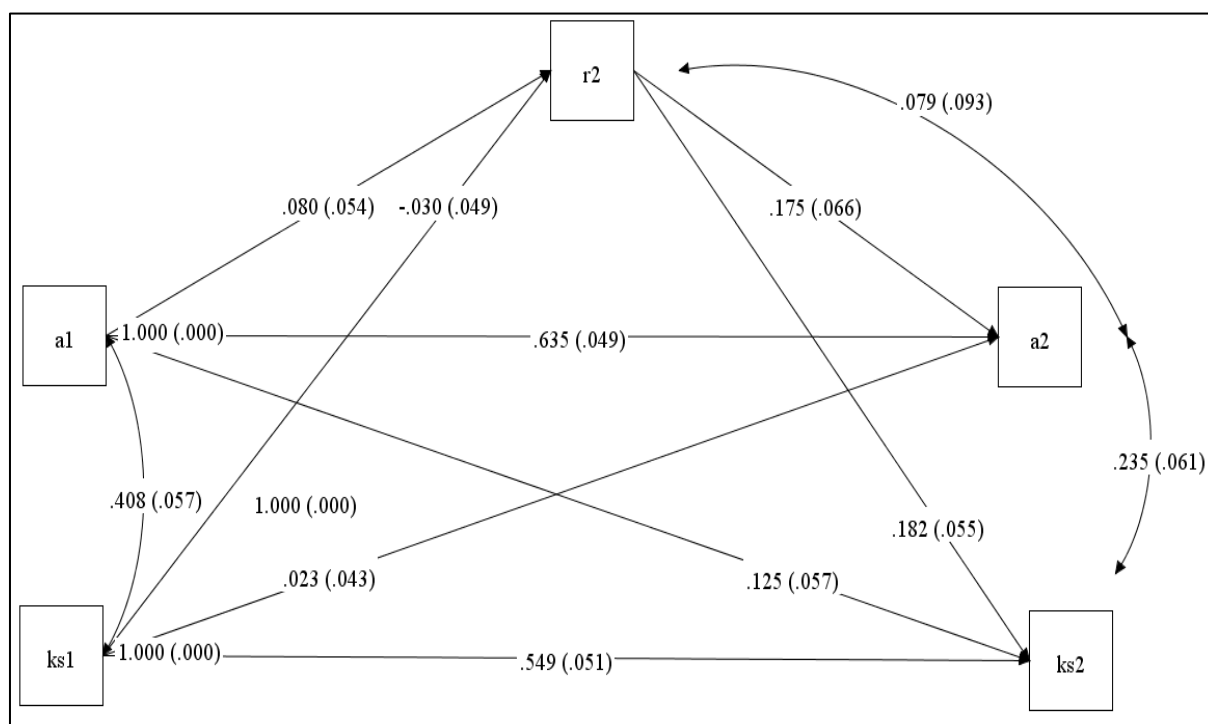 r2
.079 (.093)
.080 (.054)
-.030 (.049)
.175 (.066)
a1
1.000 (.000)
.635 (.049)
a2
.408 (.057)
1.000 (.000)
.235 (.061)
.182 (.055)
.023 (.043)
.125 (.057)
ks1
1.000 (.000)
.549 (.051)
ks2